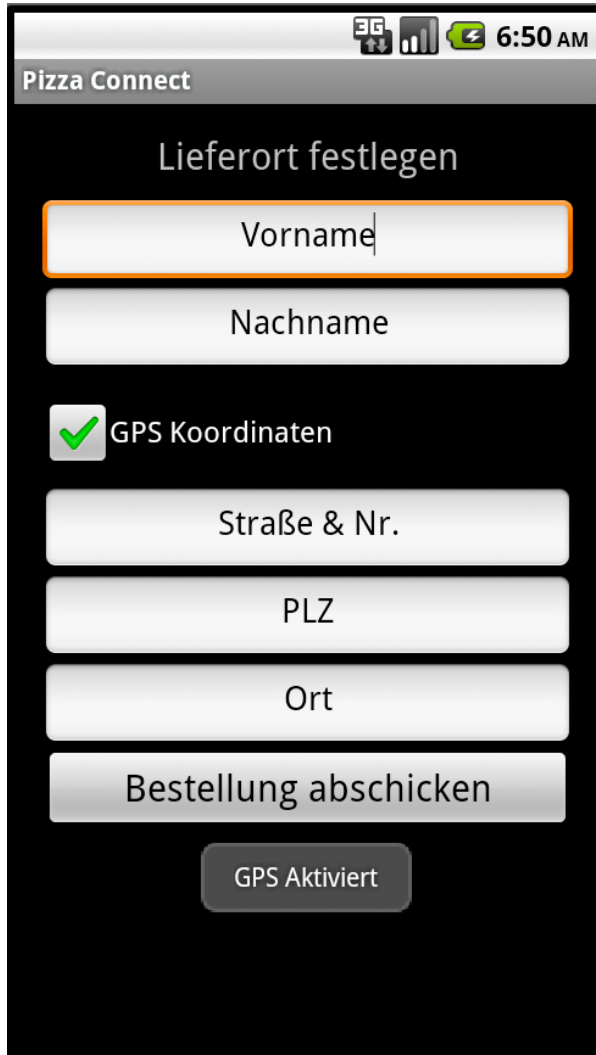 3G 6:50 AM
Pizza Connect
Lieferort festlegen
Vorname
Nachname
GPS Koordinaten
Straße & Nr.
PLZ
Ort
Bestellung abschicken
GPS Aktiviert